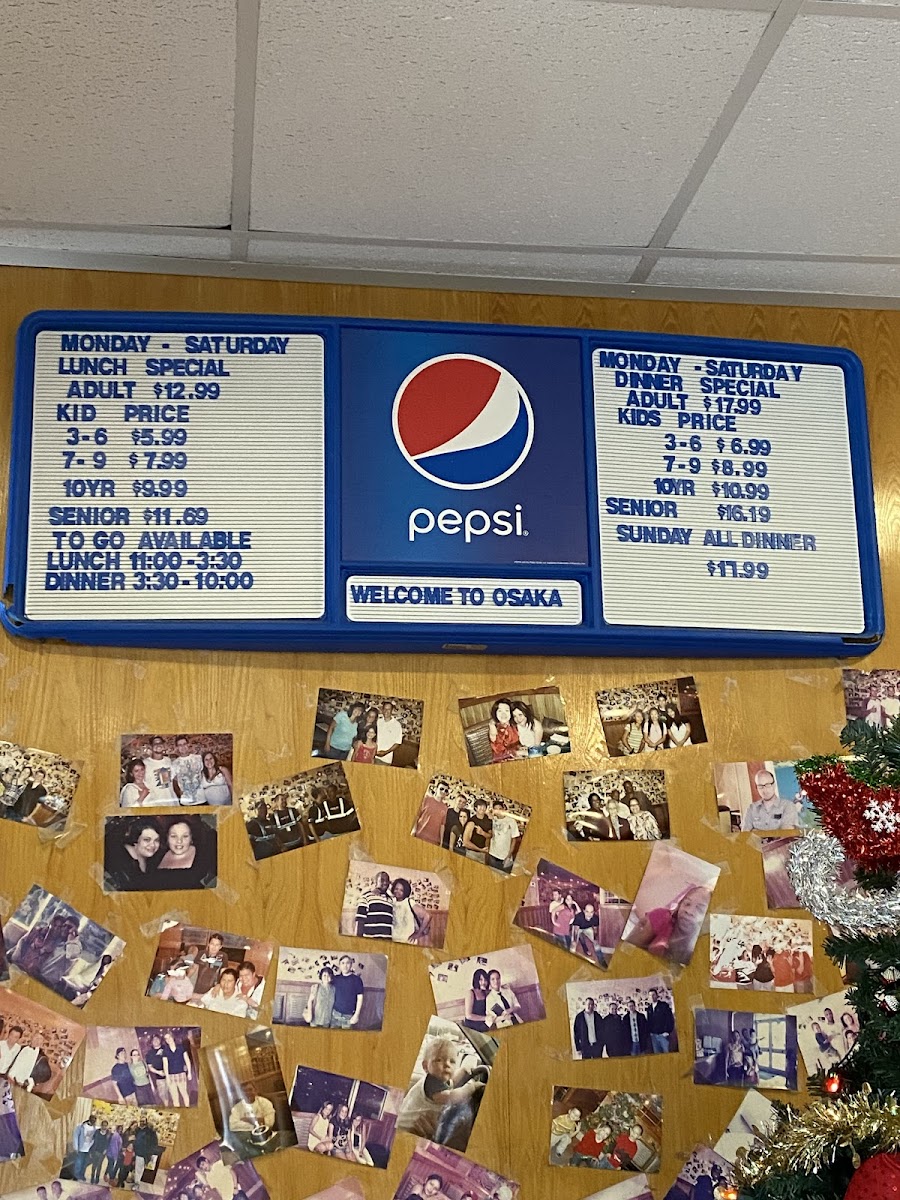 MONDAY - SATURDAY
LUNCH SPECIAL
ADULT $12.99
KID PRICE
3-6 $5.99
7-9 $7.99
10YR $9.99
SENIOR $11.69
TO GO AVAILABLE
LUNCH 11:00-3:30
DINNER 3:30-10:00
pepsi
WELCOME TO OSAKA
MONDAY - SATURDAY
DINNER SPECIAL
ADULT $17.99
KIDS PRICE
3-6 $6.99
7-9 $8.99
10YR $10.99
SENIOR $16.19
SUNDAY ALL DINNER
$17.99